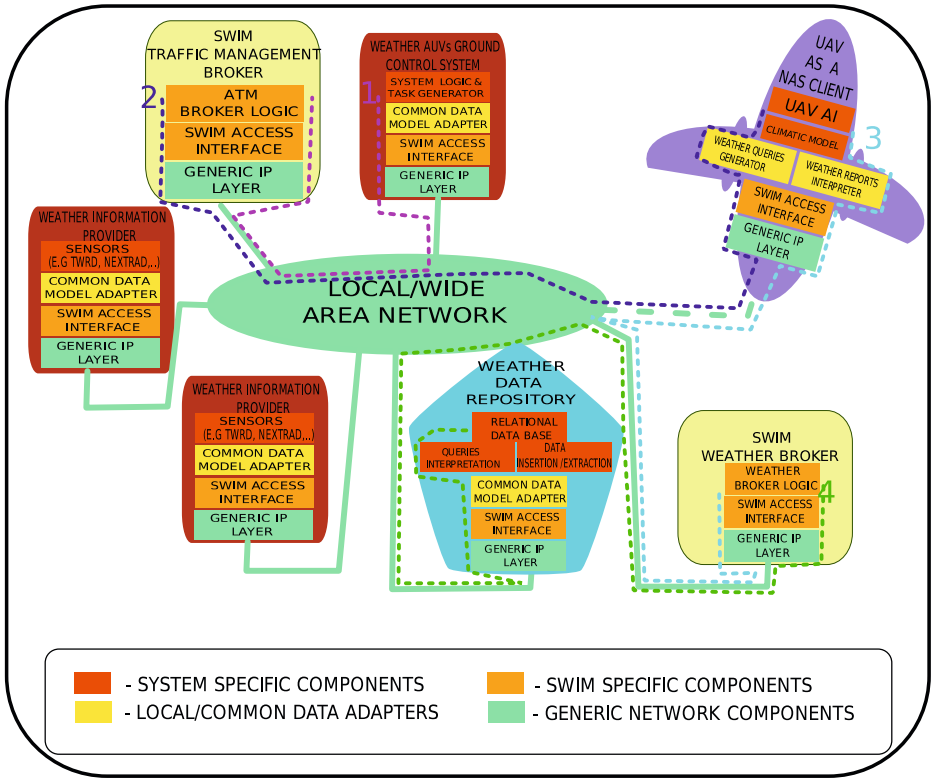 SWIM
TRAFFIC MANAGEMENT
BROKER
2
ATM
BROKER LOGIC
SWIM ACCESS
INTERFACE
GENERIC IP
LAYER
WEATHER AUVs GROUND
CONTROL SYSTEM
1
SYSTEM LOGIC &
TASK GENERATOR
COMMON DATA
MODEL ADAPTER
SWIM ACCESS
INTERFACE
GENERIC IP
LAYER
UAV
AS A
NAS CLIENT
UAV AI
CLIMATIC MODEL
3
WEATHER QUERIES
GENERATOR
WEATHER REPORTS
INTERPRETER
SWIM ACCESS
INTERFACE
GENERIC IP
LAYER
WEATHER INFORMATION
PROVIDER
SENSORS
(E.G TWRD, NEXTRAD,..)
COMMON DATA
MODEL ADAPTER
SWIM ACCESS
INTERFACE
GENERIC IP
LAYER
LOCAL/WIDE
AREA NETWORK
WEATHER INFORMATION
PROVIDER
SENSORS
(E.G TWRD, NEXTRAD,..)
COMMON DATA
MODEL ADAPTER
SWIM ACCESS
INTERFACE
GENERIC IP
LAYER
WEATHER
DATA
REPOSITORY
RELATIONAL
DATA BASE
QUERIES
INTERPRETATION
DATA
INSERTION /EXTRACTION
COMMON DATA
MODEL ADAPTER
SWIM ACCESS
INTERFACE
GENERIC IP
LAYER
SWIM
WEATHER BROKER
WEATHER
BROKER LOGIC
4
SWIM ACCESS
INTERFACE
GENERIC IP
LAYER
- SYSTEM SPECIFIC COMPONENTS
- LOCAL/COMMON DATA ADAPTERS
- SWIM SPECIFIC COMPONENTS
- GENERIC NETWORK COMPONENTS